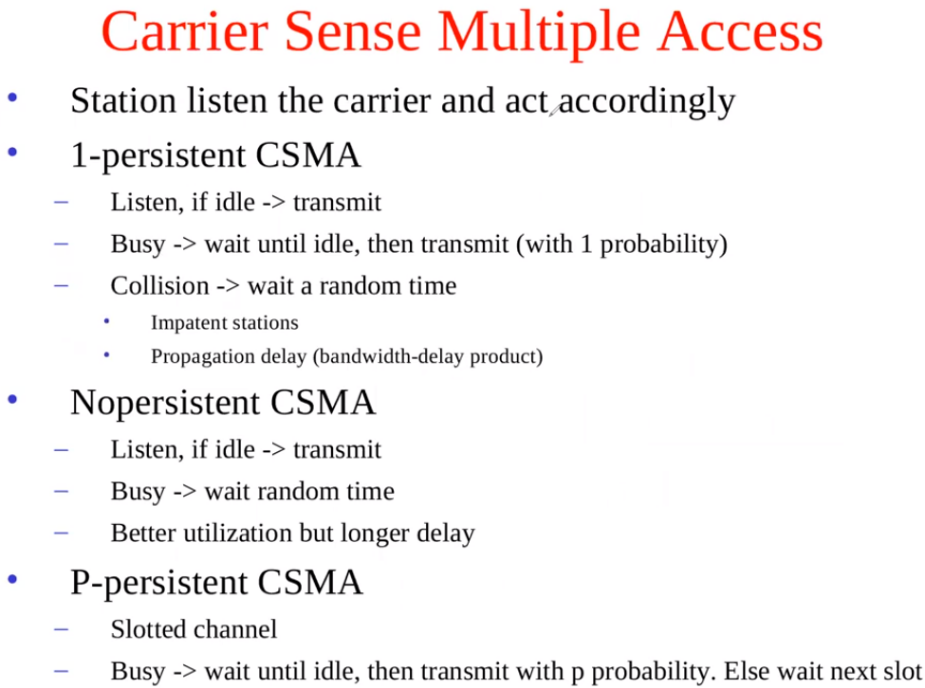 Carrier Sense Multiple Access
• Station listen the carrier and act accordingly
• 1-persistent CSMA
– Listen, if idle -> transmit
– Busy -> wait until idle, then transmit (with 1 probability)
– Collision -> wait a random time
• Impatent stations
• Propagation delay (bandwidth-delay product)
• Nopersistent CSMA
– Listen, if idle -> transmit
– Busy -> wait random time
– Better utilization but longer delay
• P-persistent CSMA
– Slotted channel
– Busy -> wait until idle, then transmit with p probability. Else wait next slot